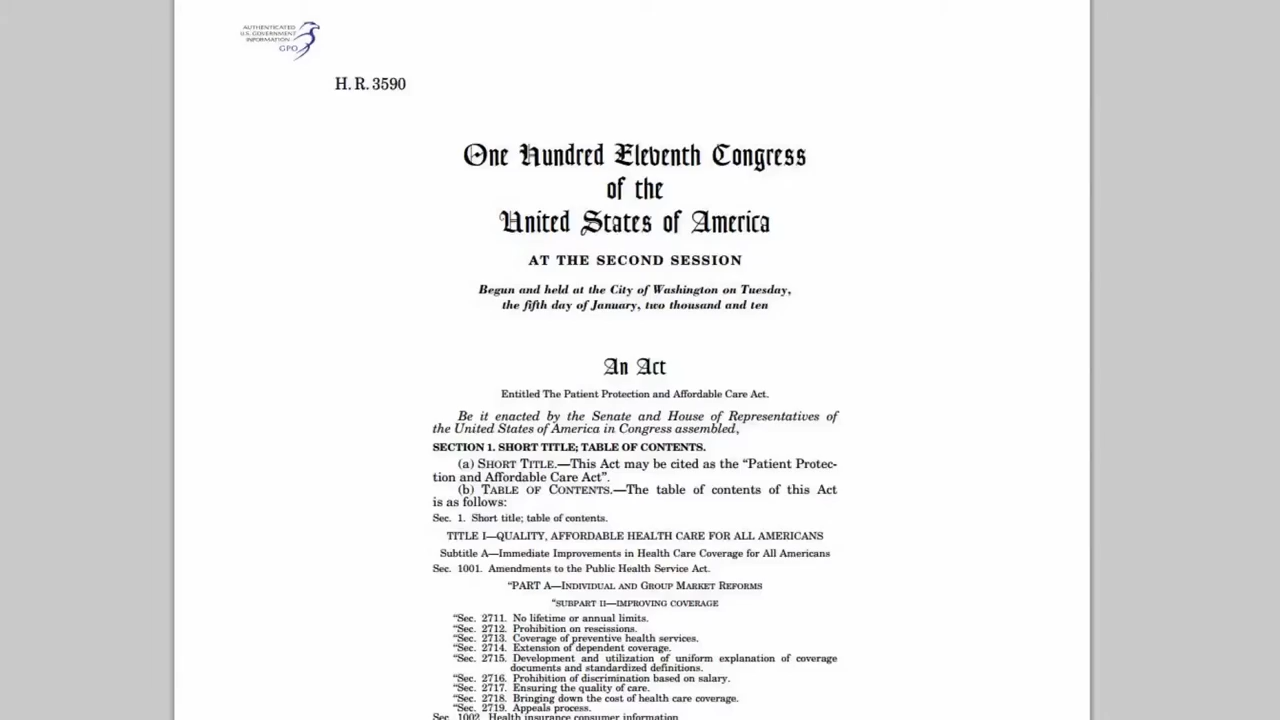 AUTHENTICATED
U.S. GOVERNMENT
INFORMATION
GPO
H. R. 3590
One Hundred Eleventh Congress
of the
United States of America
AT THE SECOND SESSION
Begun and held at the City of Washington on Tuesday,
the fifth day of January, two thousand and ten
An Act
Entitled The Patient Protection and Affordable Care Act.
Be it enacted by the Senate and House of Representatives of
the United States of America in Congress assembled,
SECTION 1. SHORT TITLE; TABLE OF CONTENTS.
(a) SHORT TITLE.—This Act may be cited as the “Patient Protec-
tion and Affordable Care Act”.
(b) TABLE OF CONTENTS.—The table of contents of this Act
is as follows:
Sec. 1. Short title; table of contents.
TITLE I—QUALITY, AFFORDABLE HEALTH CARE FOR ALL AMERICANS
Subtitle A—Immediate Improvements in Health Care Coverage for All Americans
Sec. 1001. Amendments to the Public Health Service Act.
“PART A—INDIVIDUAL AND GROUP MARKET REFORMS
“SUBPART II—IMPROVING COVERAGE
“Sec. 2711. No lifetime or annual limits.
“Sec. 2712. Prohibition on rescissions.
“Sec. 2713. Coverage of preventive health services.
“Sec. 2714. Extension of dependent coverage.
“Sec. 2715. Development and utilization of uniform explanation of coverage
documents and standardized definitions.
“Sec. 2716. Prohibition of discrimination based on salary.
“Sec. 2717. Ensuring the quality of care.
“Sec. 2718. Bringing down the cost of health care coverage.
“Sec. 2719. Appeals process.
Sec. 1002. Health insurance consumer information.